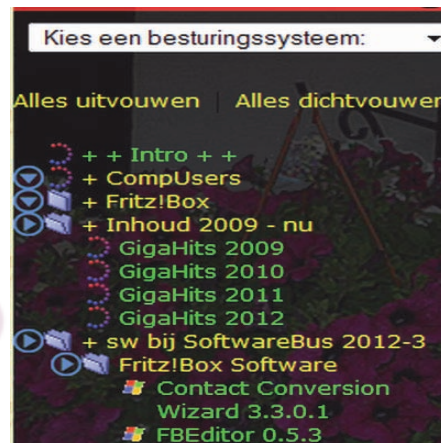 Kies een besturingssysteem:
Alles uitvouwen | Alles dichtvouwen
+ + Intro + +
+ CompUsers
+ Fritz!Box
+ Inhoud 2009 - nu
GigaHits 2009
GigaHits 2010
GigaHits 2011
GigaHits 2012
+ sw bij SoftwareBus 2012-3
Fritz!Box Software
Contact Conversion
Wizard 3.3.0.1
FBEditor 0.5.3